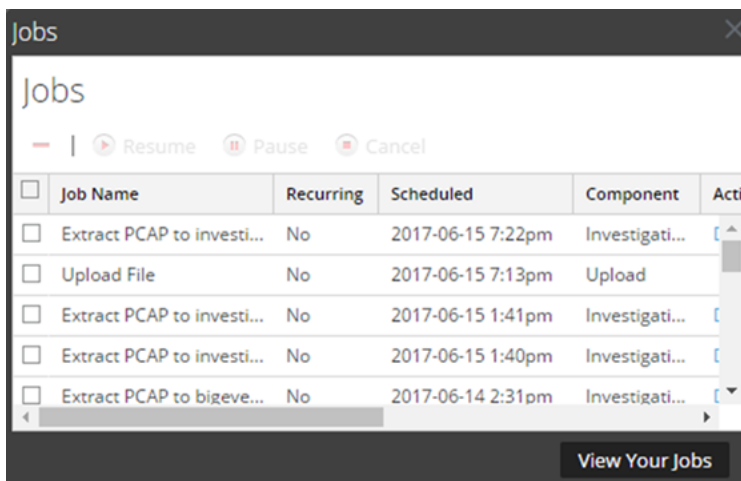 Jobs
Jobs
Resume Pause Cancel
Job Name Recurring Scheduled Component Acti
Extract PCAP to investi... No 2017-06-15 7:22pm Investigati...
Upload File No 2017-06-15 7:13pm Upload
Extract PCAP to investi... No 2017-06-15 1:41pm Investigati...
Extract PCAP to investi... No 2017-06-15 1:40pm Investigati...
Extract PCAP to bigeve... No 2017-06-14 2:31pm Investigati...
View Your Jobs